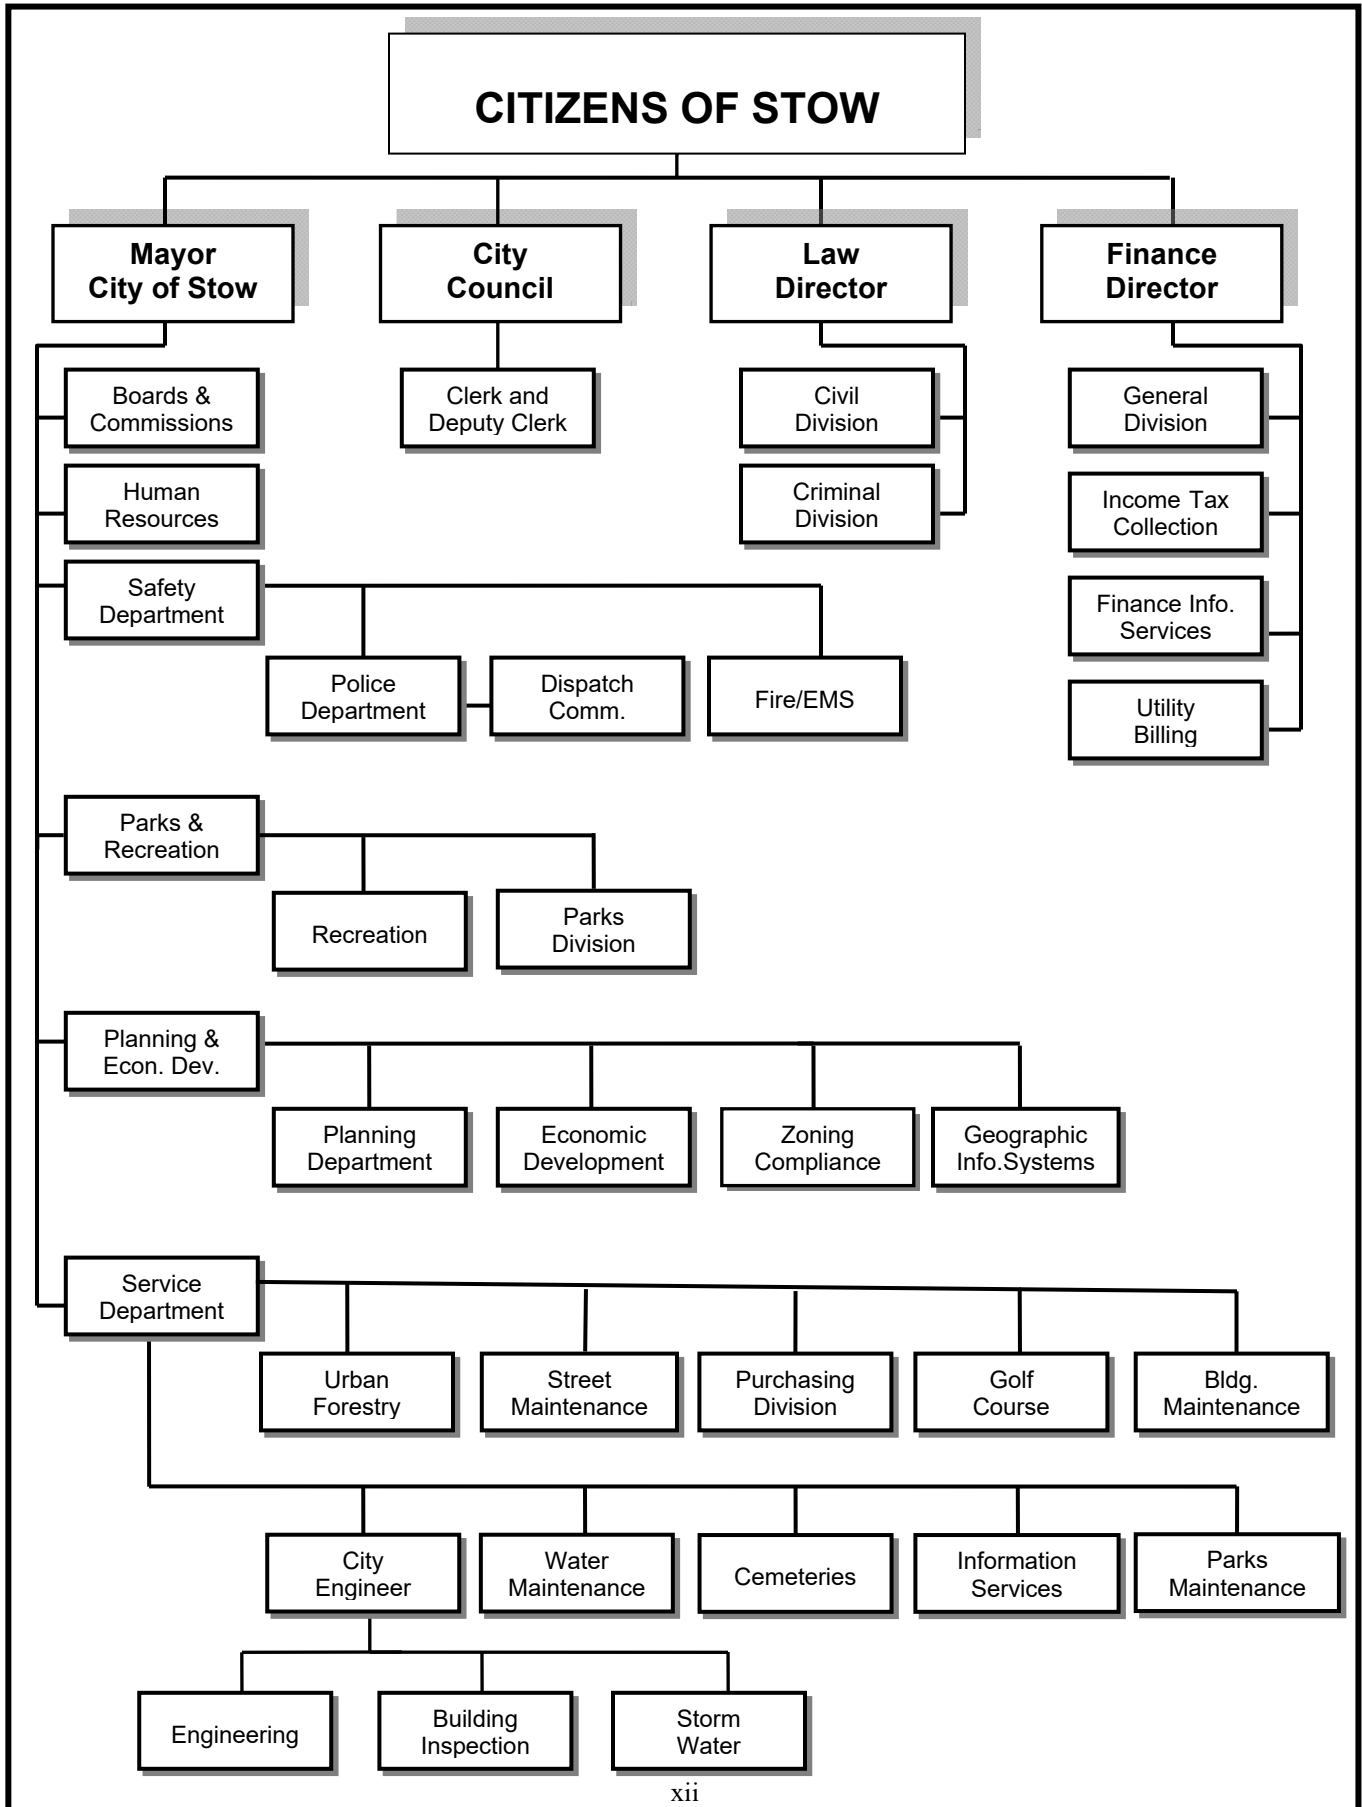 CITIZENS OF STOW
Mayor
City of Stow
City
Council
Law
Director
Finance
Director
Boards &
Commissions
Clerk and
Deputy Clerk
Civil
Division
General
Division
Human
Resources
Criminal
Division
Income Tax
Collection
Safety
Department
Finance Info.
Services
Police
Department
Dispatch
Comm.
Fire/EMS
Utility
Billing
Parks &
Recreation
Recreation
Parks
Division
Planning &
Econ. Dev.
Planning
Department
Economic
Development
Zoning
Compliance
Geographic
Info.Systems
Service
Department
Urban
Forestry
Street
Maintenance
Purchasing
Division
Golf
Course
Bldg.
Maintenance
City
Engineer
Water
Maintenance
Cemeteries
Information
Services
Parks
Maintenance
Engineering
Building
Inspection
Storm
Water
xii